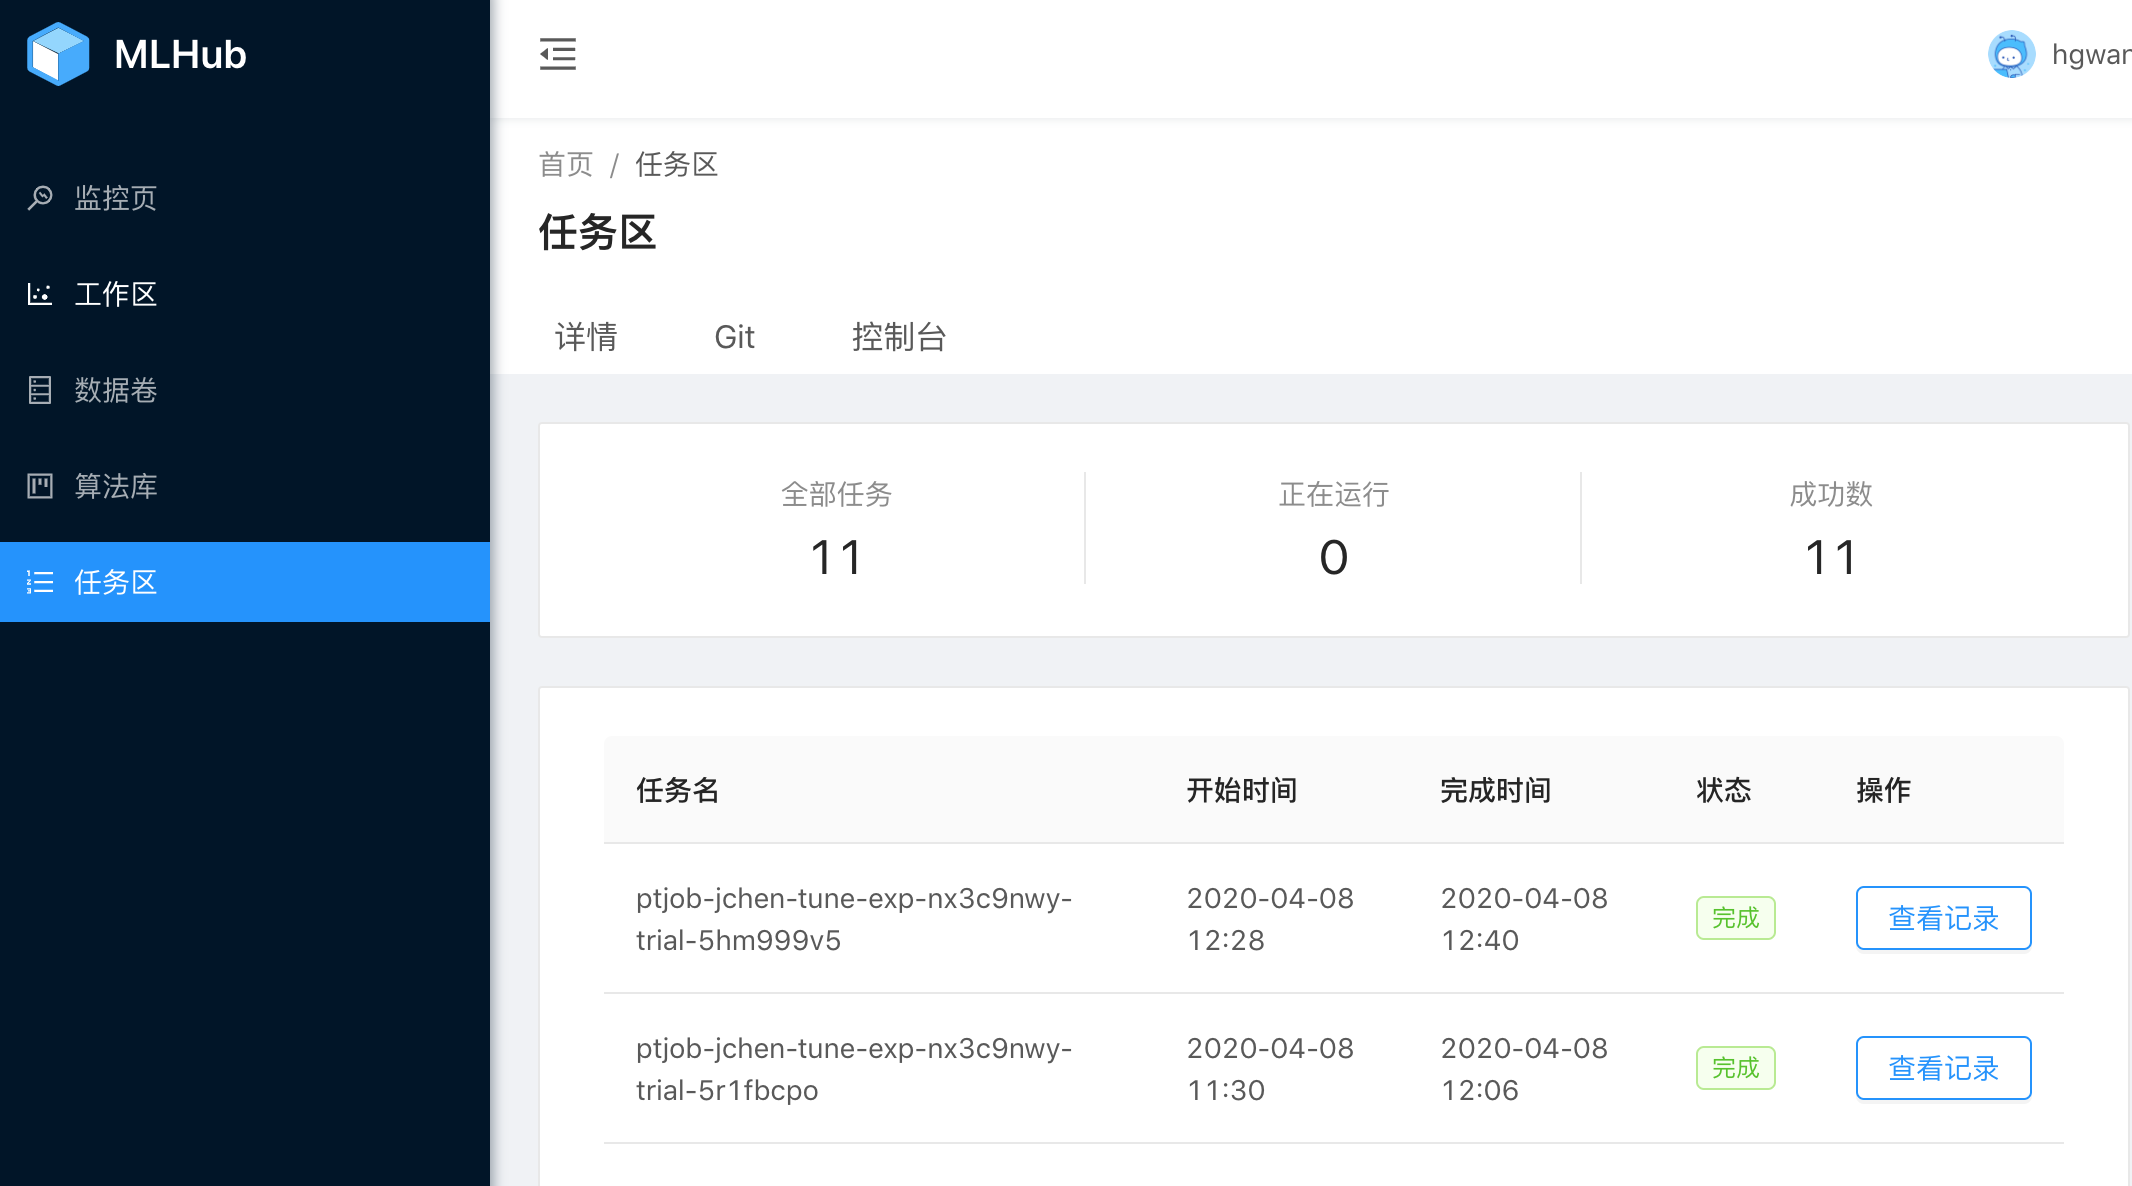 MLHub
监控页
工作区
数据卷
算法库
任务区
hgwan
首页 / 任务区
任务区
详情 Git 控制台
全部任务 正在运行 成功数
11 0 11
任务名 开始时间 完成时间 状态 操作
ptjob-jchen-tune-exp-nx3c9nwy- 2020-04-08 2020-04-08 完成 查看记录
trial-5hm999v5 12:28 12:40
ptjob-jchen-tune-exp-nx3c9nwy- 2020-04-08 2020-04-08 完成 查看记录
trial-5r1fbcpo 11:30 12:06